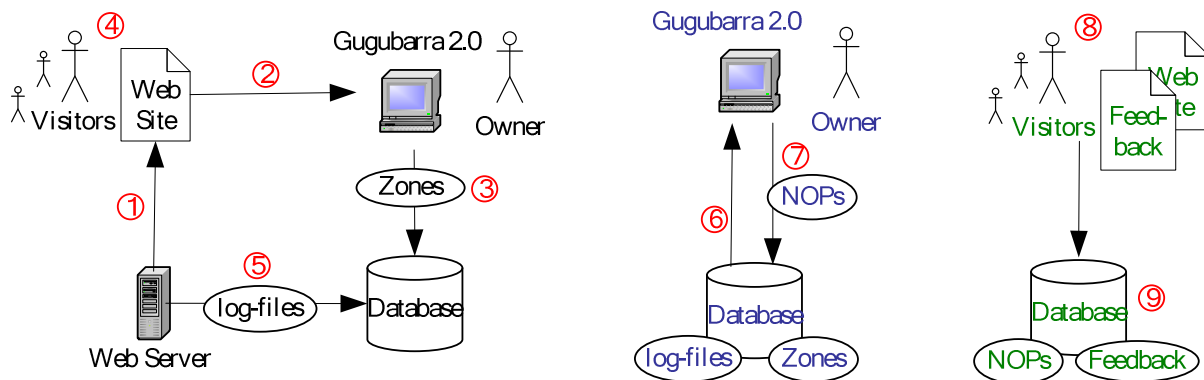 ④
Visitors
Web
Site
②
Gugubarra 2.0
Owner
Zones
③
①
⑤
log-files
Database
Web Server
Gugubarra 2.0
Owner
⑦
NOPs
⑥
Database
log-files
Zones
⑧
Visitors
Web
Feed-
back
Database
⑨
NOPs
Feedback